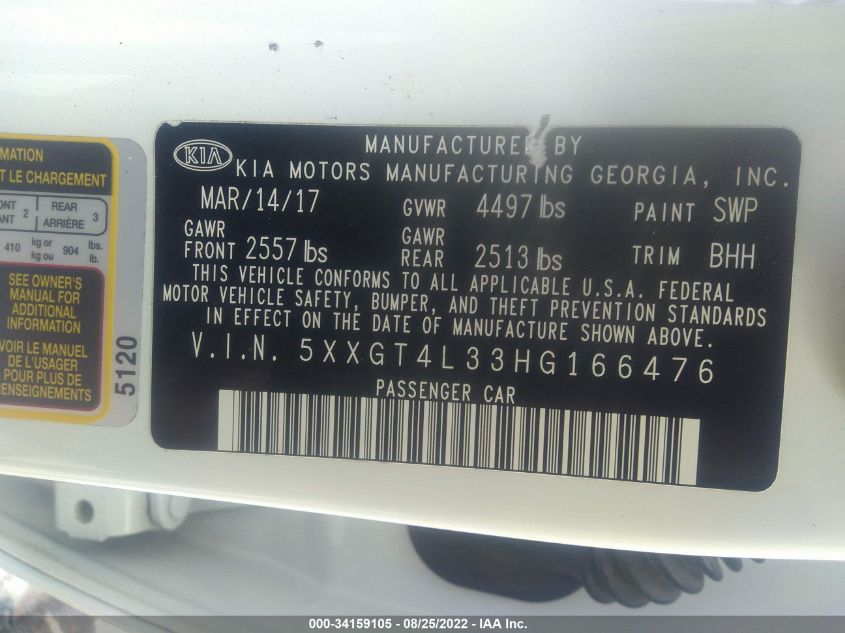 MATION
T LE CHARGEMENT
2 REAR 3
ANT ARRIÈRE
410 kg or kg ou 904 lbs. lb.
SEE OWNER'S
MANUAL FOR
ADDITIONAL
INFORMATION
VOIR LE MANUEL
DE L'USAGER
POUR PLUS DE
RENSEIGNEMENTS
5120
KIA
MANUFACTURED BY
KIA MOTORS MANUFACTURING GEORGIA, INC.
MAR/14/17 GVWR 4497 lbs PAINT SWP
GAWR FRONT 2557 lbs GAWR REAR 2513 lbs TRIM BHH
THIS VEHICLE CONFORMS TO ALL APPLICABLE U.S.A. FEDERAL
MOTOR VEHICLE SAFETY, BUMPER, AND THEFT PREVENTION STANDARDS
IN EFFECT ON THE DATE OF MANUFACTURE SHOWN ABOVE.
V.I.N. 5XXGT4L33HG166476
PASSENGER CAR
000-34159105 - 08/25/2022 - © IAA, Inc.